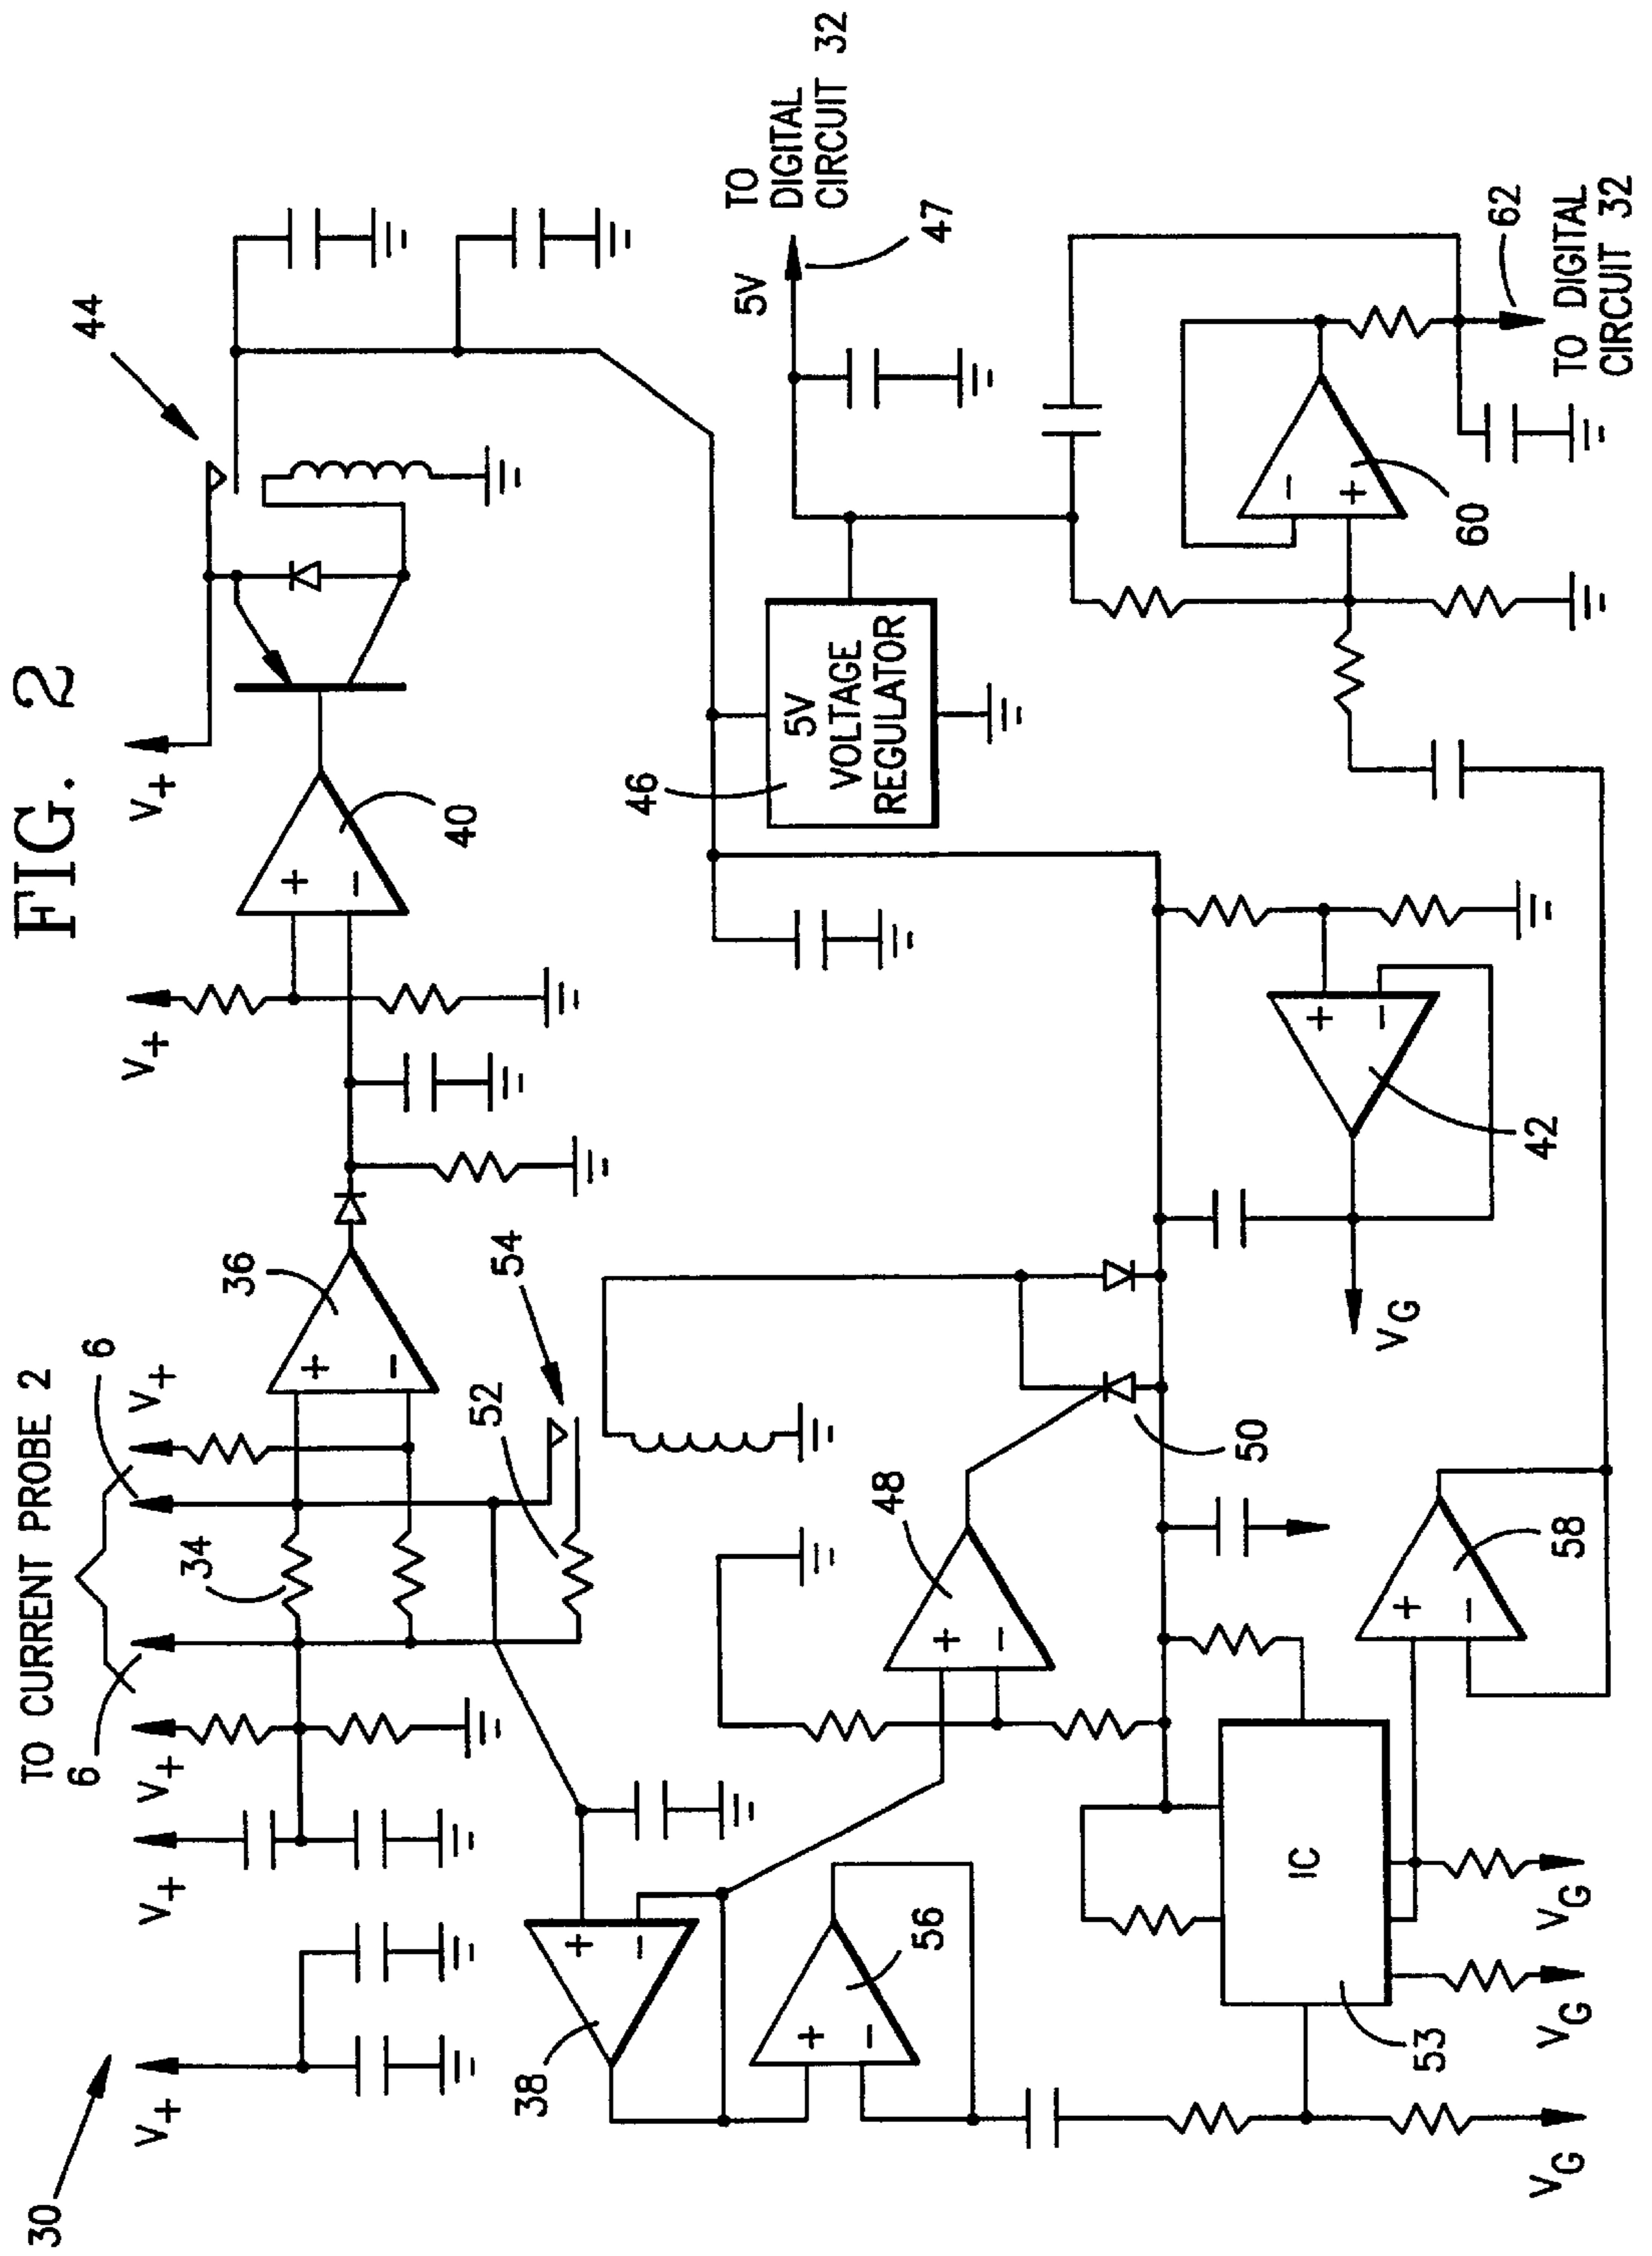 FIG. 2
TO CURRENT PROBE 2
30
6
6
44
V+
V+
V+
V+
V+
V+
34
36
40
52
54
38
46
5V
VOLTAGE
REGULATOR
5V
47
TO
DIGITAL
CIRCUIT 32
+
-
+
-
+
-
56
+
-
48
+
-
50
IC
53
+
-
42
VG
+
-
58
-
+
60
62
TO DIGITAL
CIRCUIT 32
+
-
VG
VG
VG